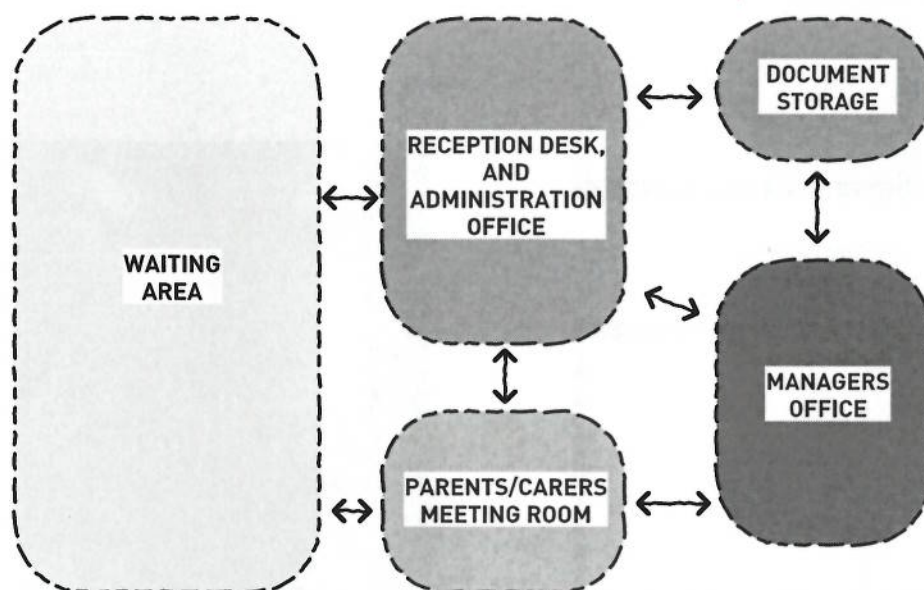 WAITING
AREA
RECEPTION DESK,
AND
ADMINISTRATION
OFFICE
DOCUMENT
STORAGE
MANAGERS
OFFICE
PARENTS/CARERS
MEETING ROOM